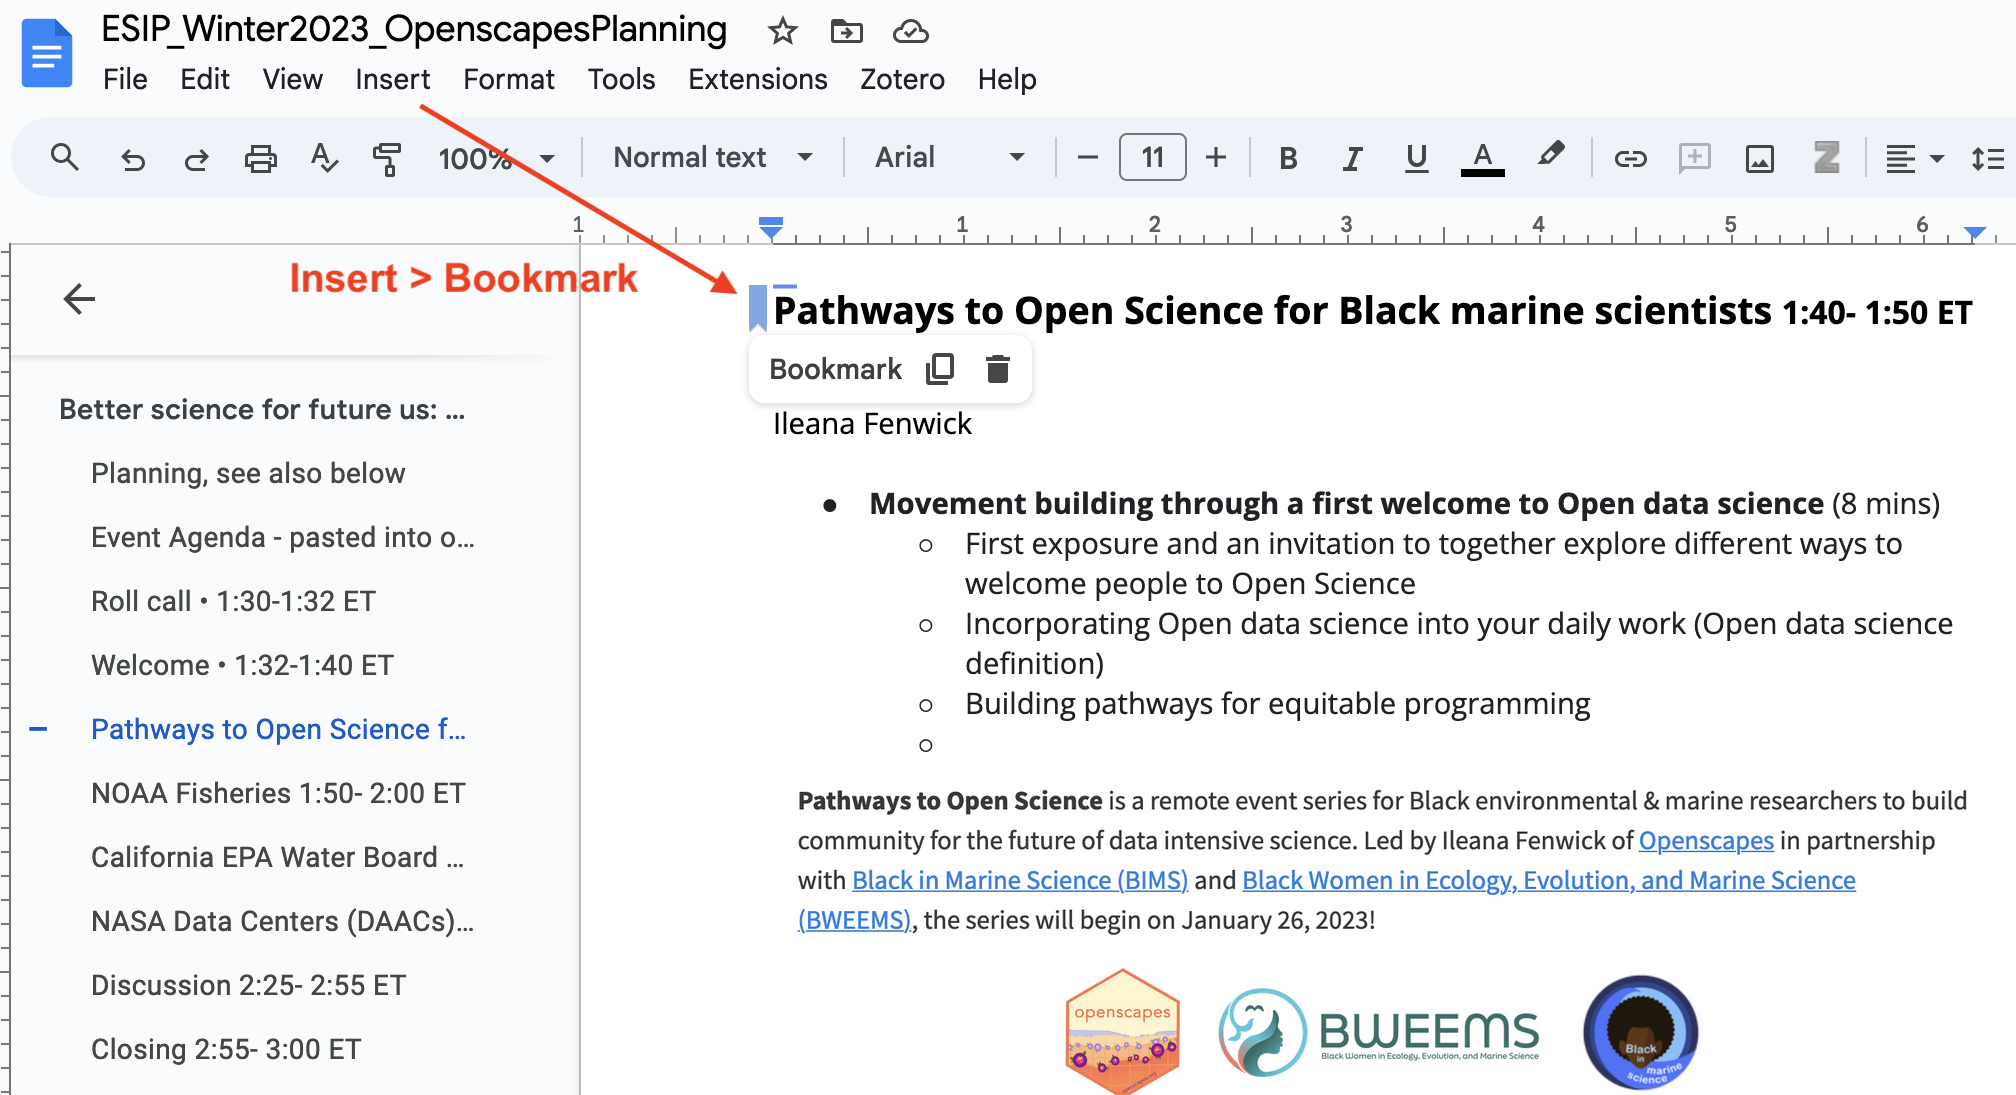 ESIP_Winter2023_OpenscapesPlanning
File Edit View Insert Format Tools Extensions Zotero Help
100% Normal text Arial 11 B I U A Z
1 1 2 3 4 5 6
Insert > Bookmark
Better science for future us: ...
Planning, see also below
Event Agenda - pasted into o...
Roll call • 1:30-1:32 ET
Welcome • 1:32-1:40 ET
Pathways to Open Science f...
NOAA Fisheries 1:50- 2:00 ET
California EPA Water Board ...
NASA Data Centers (DAACs)...
Discussion 2:25- 2:55 ET
Closing 2:55- 3:00 ET
Pathways to Open Science for Black marine scientists 1:40- 1:50 ET
Bookmark
Ileana Fenwick
● Movement building through a first welcome to Open data science (8 mins)
○ First exposure and an invitation to together explore different ways to
welcome people to Open Science
○ Incorporating Open data science into your daily work (Open data science
definition)
○ Building pathways for equitable programming
○
Pathways to Open Science is a remote event series for Black environmental & marine researchers to build
community for the future of data intensive science. Led by Ileana Fenwick of Openscapes in partnership
with Black in Marine Science (BIMS) and Black Women in Ecology, Evolution, and Marine Science
(BWEEMS), the series will begin on January 26, 2023!
openscapes
BWEEMS
Black Women in Ecology, Evolution, and Marine Science
Black
in
marine
science